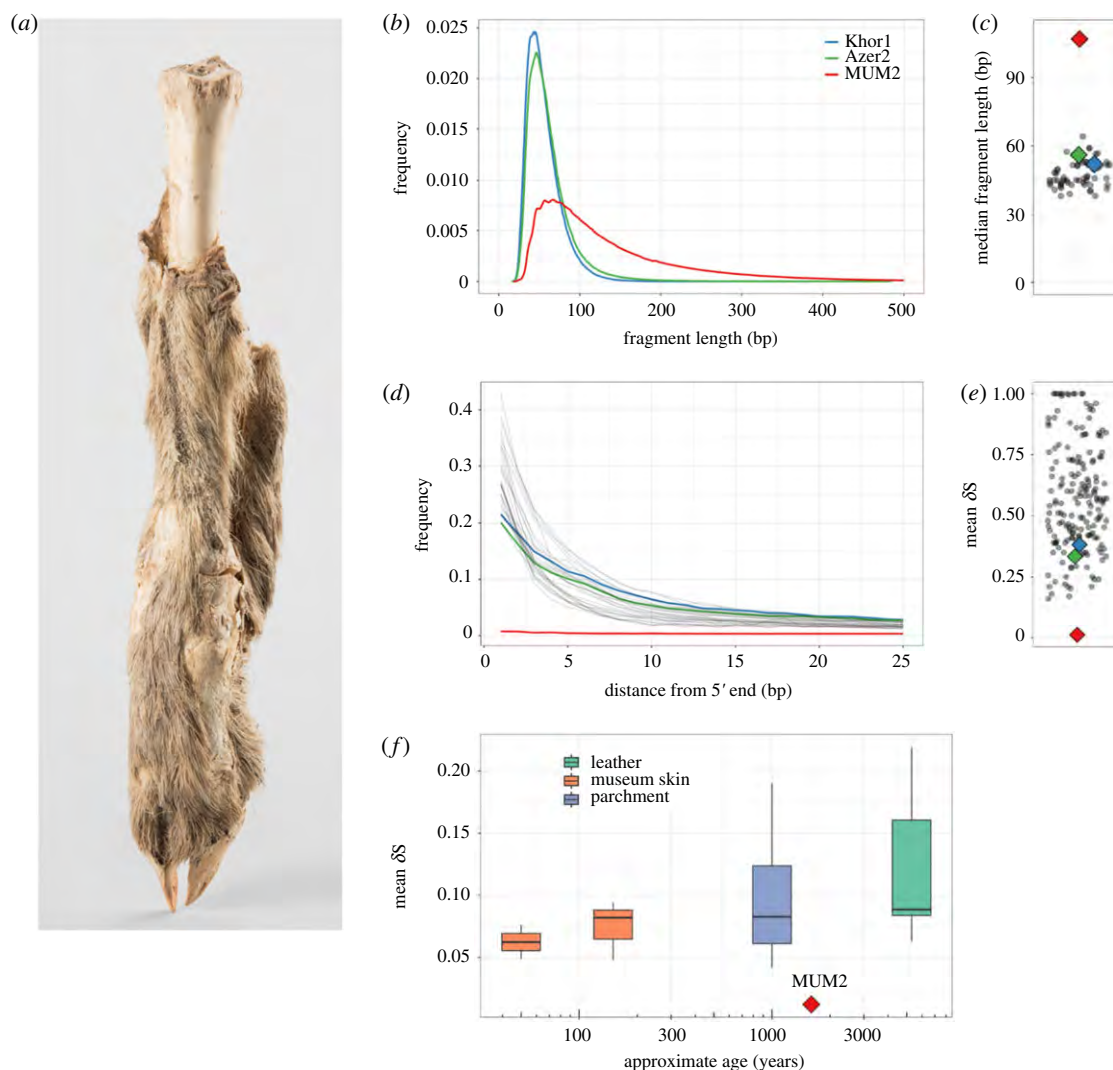 (a)
(b)
0.025
0.020
0.015
0.010
0.005
0
frequency
Khor1
Azer2
MUM2
0 100 200 300 400 500
fragment length (bp)
(c)
90
60
30
0
median fragment length (bp)
(d)
0.4
0.3
0.2
0.1
0
frequency
0 5 10 15 20 25
distance from 5′ end (bp)
(e)
1.00
0.75
0.50
0.25
0
mean δS
(f)
0.20
0.15
0.10
0.05
mean δS
leather
museum skin
parchment
MUM2
100 300 1000 3000
approximate age (years)